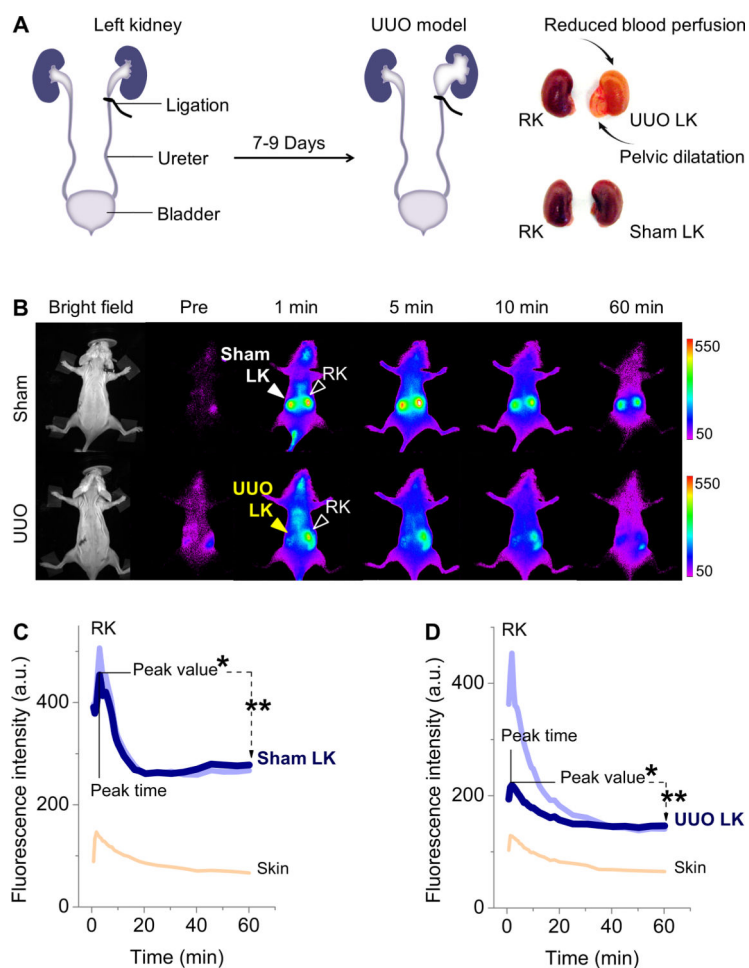 A
Left kidney
UUO model
Reduced blood perfusion
Ligation
RK
UUO LK
7-9 Days
Ureter
Pelvic dilatation
Bladder
RK
Sham LK
B
Bright field
Pre
1 min
5 min
10 min
60 min
Sham
Sham
LK
RK
550
50
UUO
UUO
LK
RK
550
50
C
RK
Peak value*
**
Sham LK
Peak time
Skin
Fluorescence intensity (a.u.)
400
200
0
0
20
40
60
Time (min)
D
RK
Peak time
Peak value*
**
UUO LK
Skin
Fluorescence intensity (a.u.)
400
200
0
0
20
40
60
Time (min)